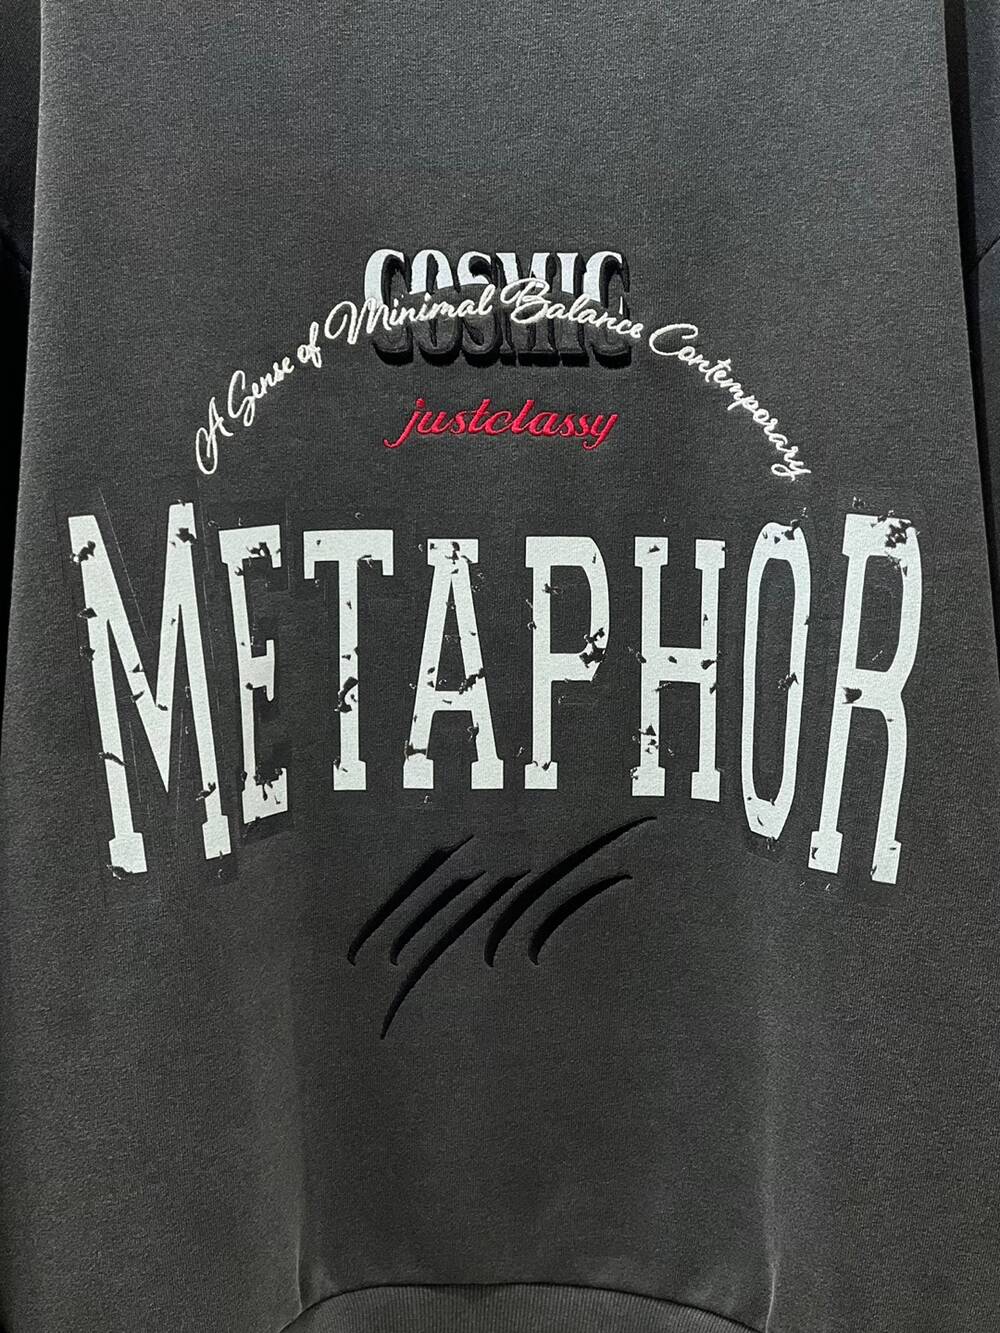 COSMIC
A Sense of Minimal Balance Contemporary
justclassy
METAPHOR